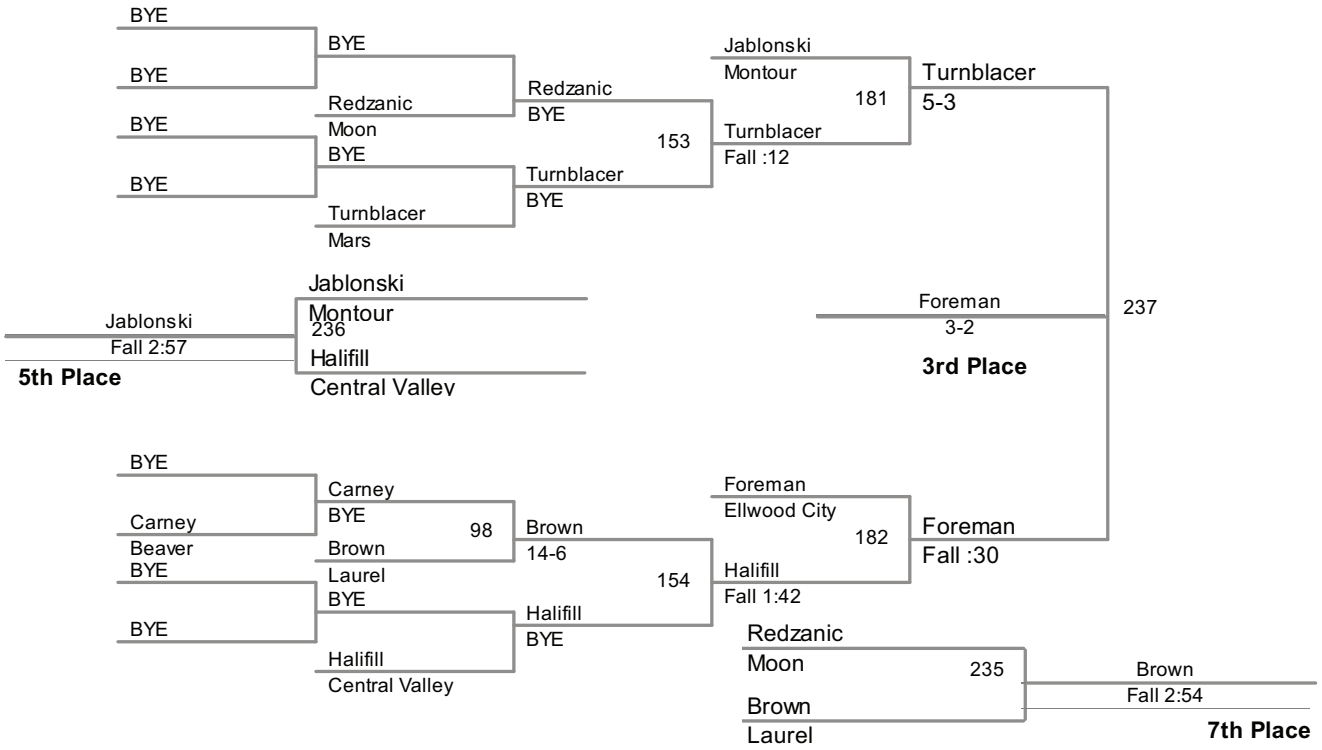 BYE
BYE
BYE
BYE
BYE
Redzanic
Moon
BYE
Turnblacer
Mars
Redzanic
BYE
153
Turnblacer
BYE
Jablonski
Montour
181
Turnblacer
Fall :12
Turnblacer
5-3
Jablonski
Montour
236
Halifill
Central Valley
Jablonski
Fall 2:57
5th Place
Foreman
3-2
3rd Place
237
BYE
Carney
Beaver
BYE
BYE
Carney
BYE
98
Brown
Laurel
BYE
Halifill
Central Valley
Brown
14-6
154
Halifill
BYE
Foreman
Ellwood City
182
Halifill
Fall 1:42
Foreman
Fall :30
Redzanic
Moon
235
Brown
Laurel
Brown
Fall 2:54
7th Place